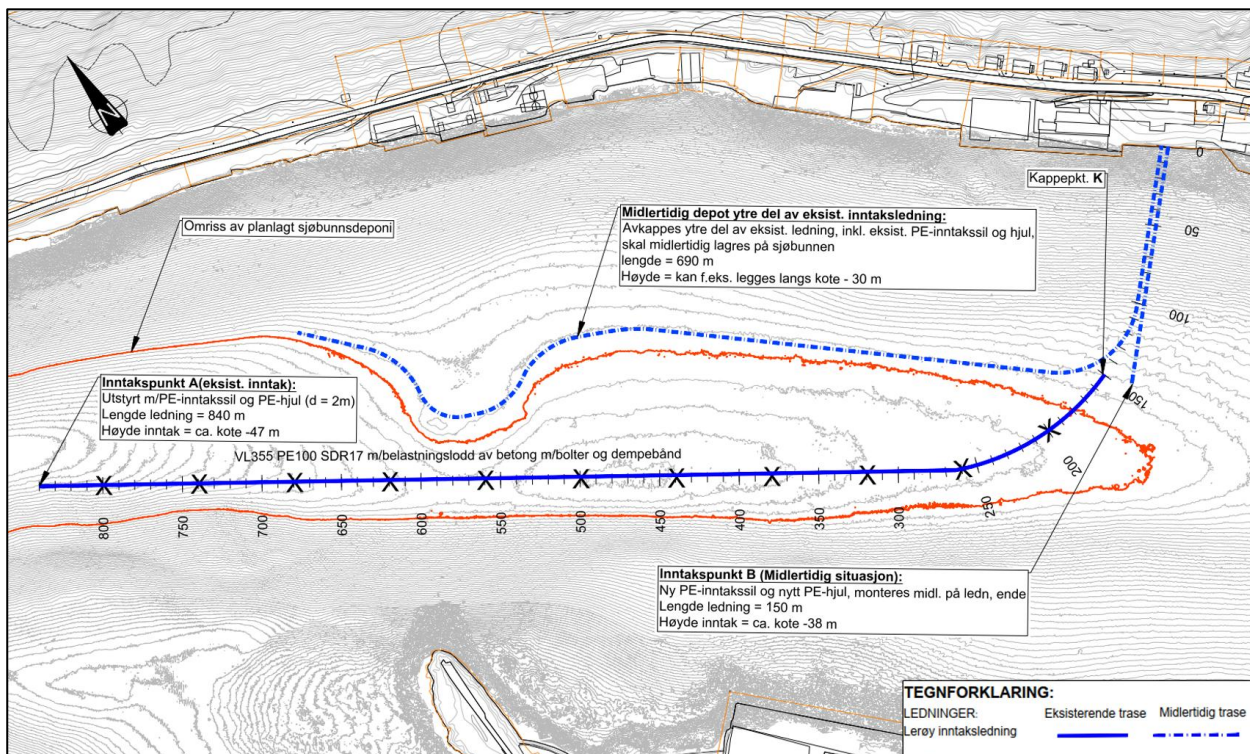 N
0
Kappepkt. K
Omriss av planlagt sjøbunnsdeponi
Midlertidig depot ytre del av eksist. inntaksledning:
Avkappes ytre del av eksist. ledning, inkl. eksist. PE-inntakssil og hjul,
skal midlertidig lagres på sjøbunnen
lengde = 690 m
Høyde = kan f.eks. legges langs kote - 30 m
50
100
Inntakspunkt A(eksist. inntak):
Utstyrt m/PE-inntakssil og PE-hjul (d = 2m)
Lengde ledning = 840 m
Høyde inntak = ca. kote -47 m
150
VL355 PE100 SDR17 m/belastningslodd av betong m/bolter og dempebånd
200
800
750
700
650
600
550
500
450
400
350
300
250
Inntakspunkt B (Midlertidig situasjon):
Ny PE-inntakssil og nytt PE-hjul, monteres midl. på ledn, ende
Lengde ledning = 150 m
Høyde inntak = ca. kote -38 m
TEGNFORKLARING:
LEDNINGER: Eksisterende trase Midlertidig trase
Lerøy inntaksledning